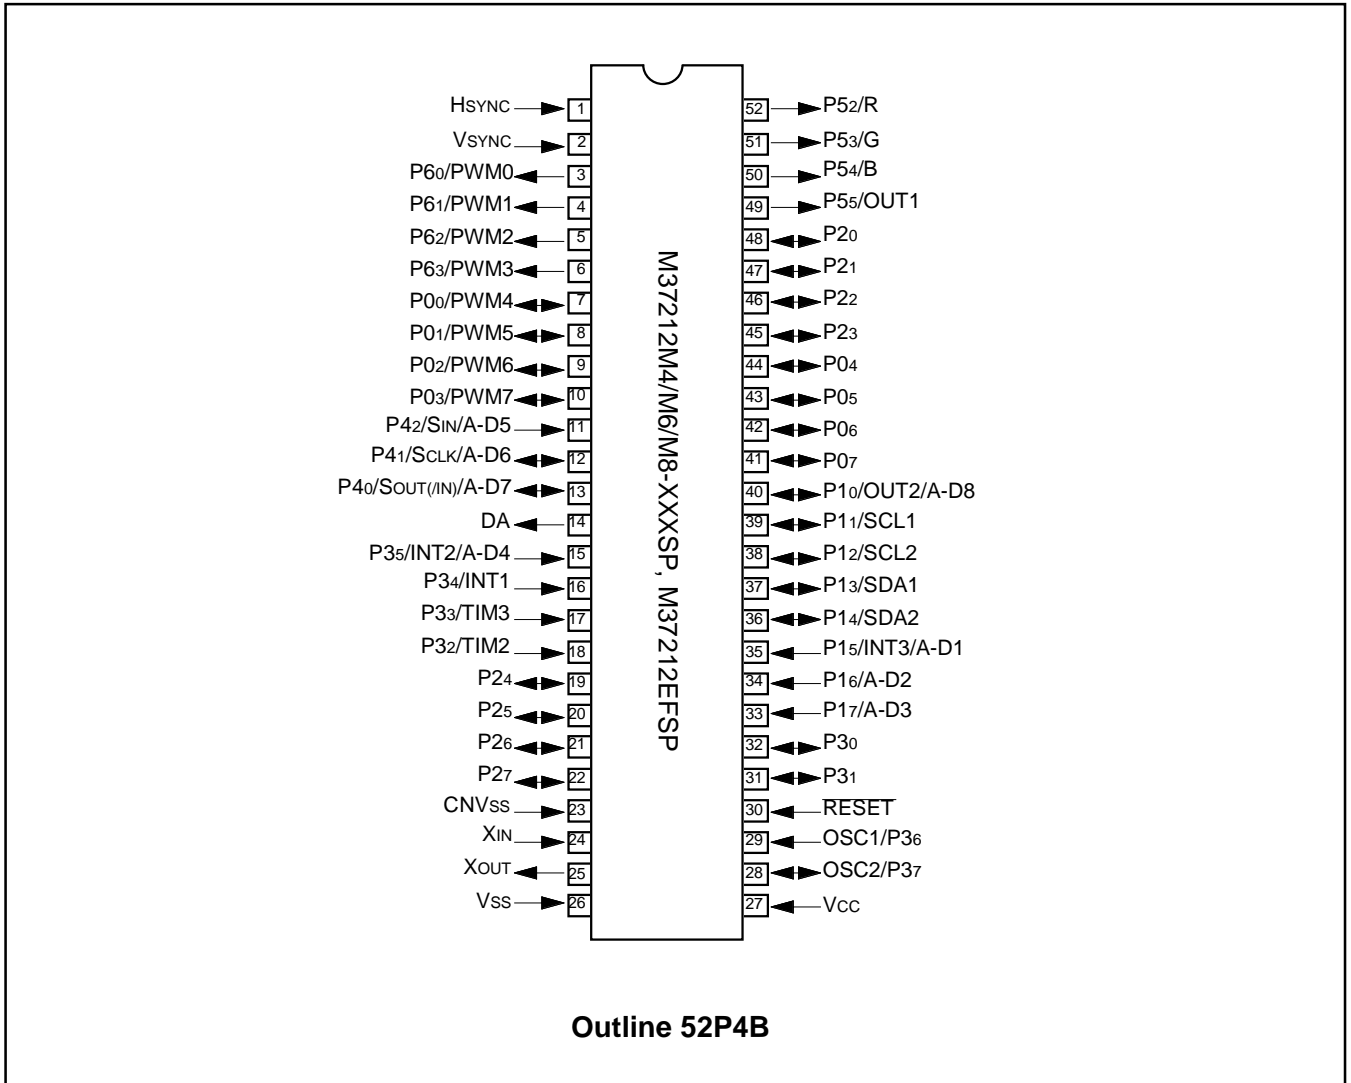 HSYNC 1 52 P52/R
VSYNC 2 51 P53/G
P60/PWM0 3 50 P54/B
P61/PWM1 4 49 P55/OUT1
P62/PWM2 5 48 P20
P63/PWM3 6 47 P21
P00/PWM4 7 46 P22
P01/PWM5 8 45 P23
P02/PWM6 9 44 P04
P03/PWM7 10 43 P05
P42/SIN/A-D5 11 42 P06
P41/SCLK/A-D6 12 41 P07
P40/SOUT(/IN)/A-D7 13 40 P10/OUT2/A-D8
DA 14 39 P11/SCL1
P35/INT2/A-D4 15 38 P12/SCL2
P34/INT1 16 37 P13/SDA1
P33/TIM3 17 36 P14/SDA2
P32/TIM2 18 35 P15/INT3/A-D1
P24 19 34 P16/A-D2
P25 20 33 P17/A-D3
P26 21 32 P30
P27 22 31 P31
CNVSS 23 30 RESET
XIN 24 29 OSC1/P36
XOUT 25 28 OSC2/P37
VSS 26 27 VCC
M37212M4/M6/M8-XXXSP, M37212EFSP
Outline 52P4B